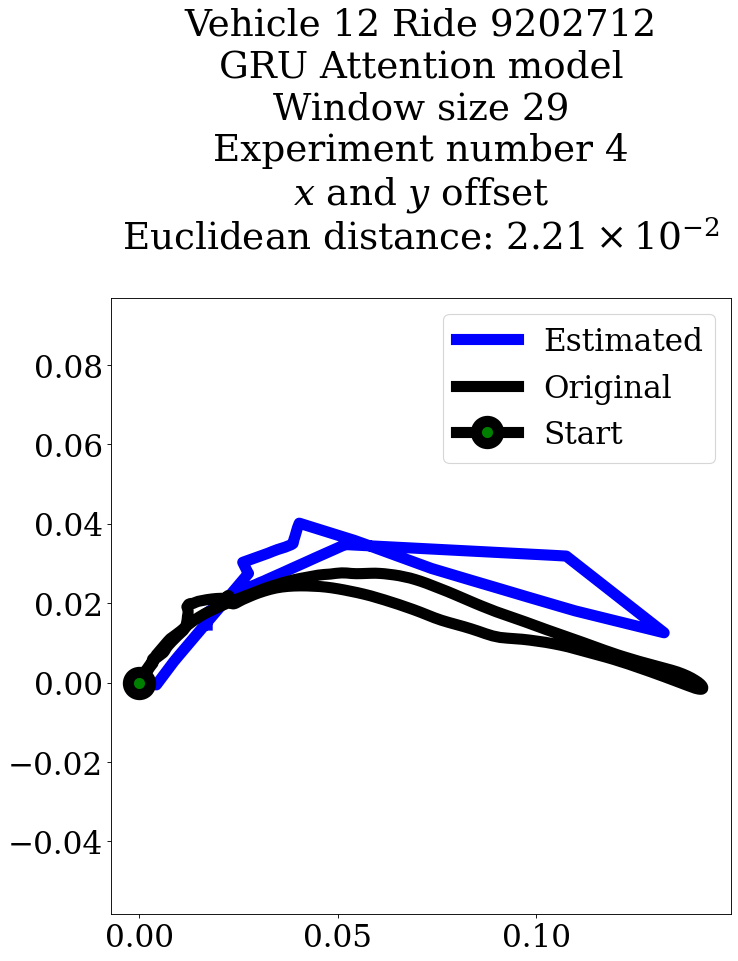 Vehicle 12 Ride 9202712
GRU Attention model
Window size 29
Experiment number 4
x and y offset
Euclidean distance: 2.21 × 10⁻²
Estimated
Original
Start
0.08
0.06
0.04
0.02
0.00
−0.02
−0.04
0.00 0.05 0.10